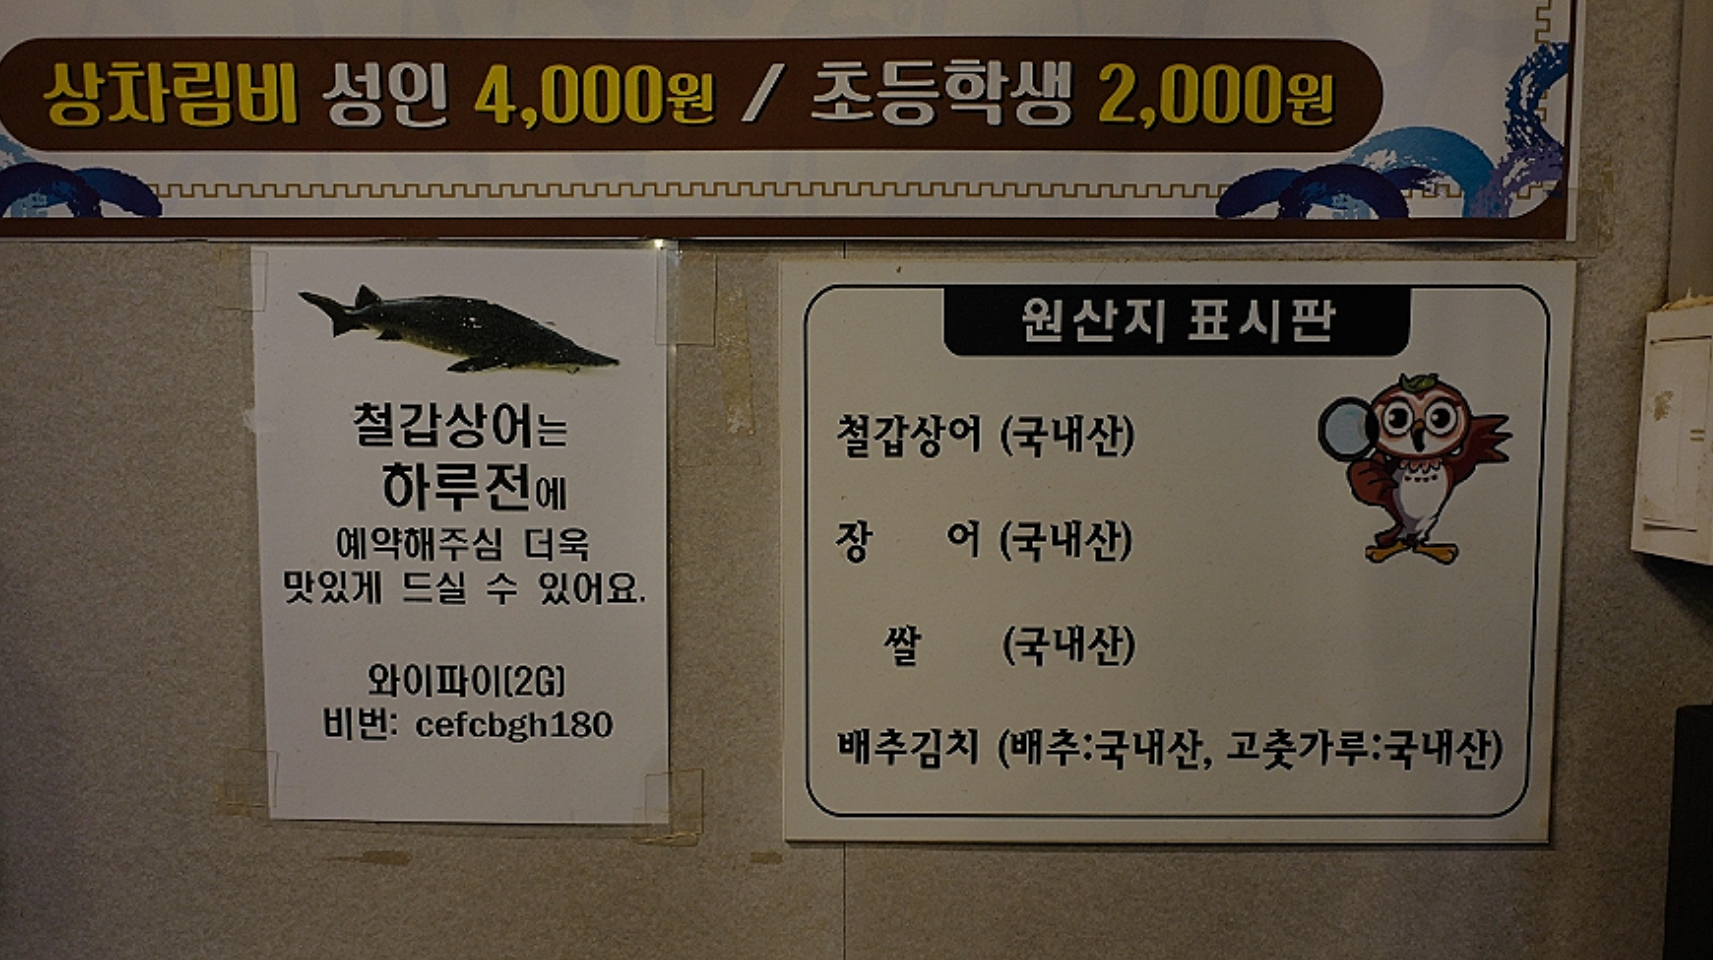 상차림비 성인 4,000원 / 초등학생 2,000원
철갑상어는
하루전에
예약해주심 더욱
맛있게 드실 수 있어요.
와이파이(2G)
비번: cefcbgh180
원산지 표시판
철갑상어 (국내산)
장 어 (국내산)
쌀 (국내산)
배추김치 (배추:국내산, 고춧가루:국내산)